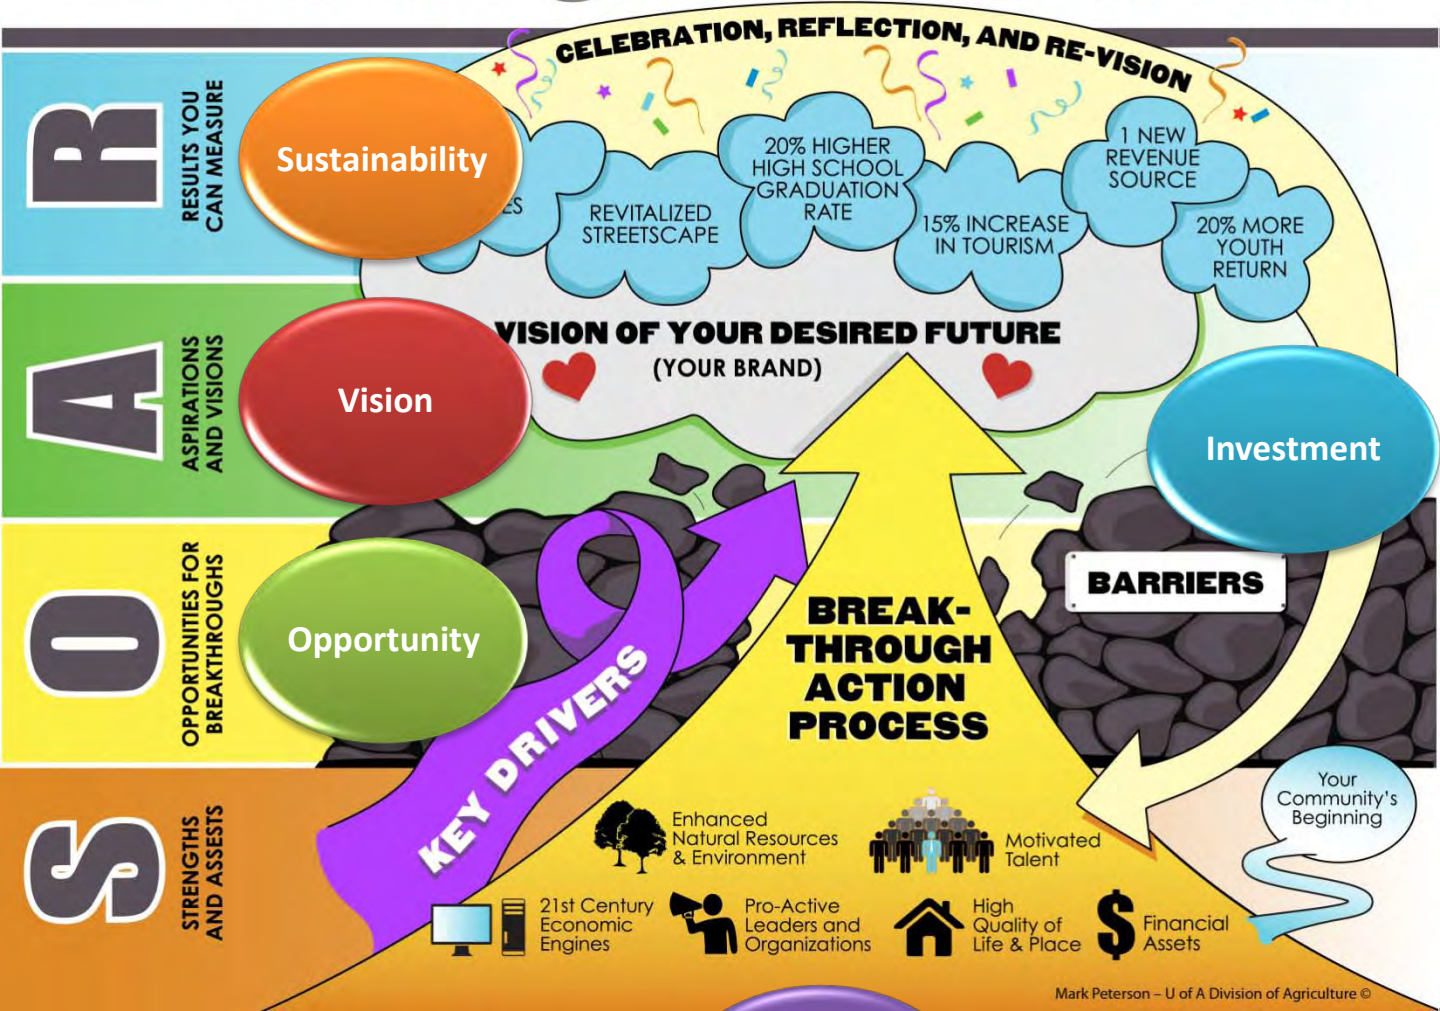 CELEBRATION, REFLECTION, AND RE-VISION
R
RESULTS YOU
CAN MEASURE
Sustainability
ES
REVITALIZED
STREETSCAPE
20% HIGHER
HIGH SCHOOL
GRADUATION
RATE
15% INCREASE
IN TOURISM
1 NEW
REVENUE
SOURCE
20% MORE
YOUTH
RETURN
A
ASPIRATIONS
AND VISIONS
Vision
VISION OF YOUR DESIRED FUTURE
(YOUR BRAND)
Investment
O
OPPORTUNITIES FOR
BREAKTHROUGHS
Opportunity
KEY DRIVERS
BREAK-
THROUGH
ACTION
PROCESS
BARRIERS
S
STRENGTHS
AND ASSESTS
Enhanced
Natural Resources
& Environment
Motivated
Talent
Your
Community's
Beginning
21st Century
Economic
Engines
Pro-Active
Leaders and
Organizations
High
Quality of
Life & Place
$
Financial
Assets
Mark Peterson – U of A Division of Agriculture ©